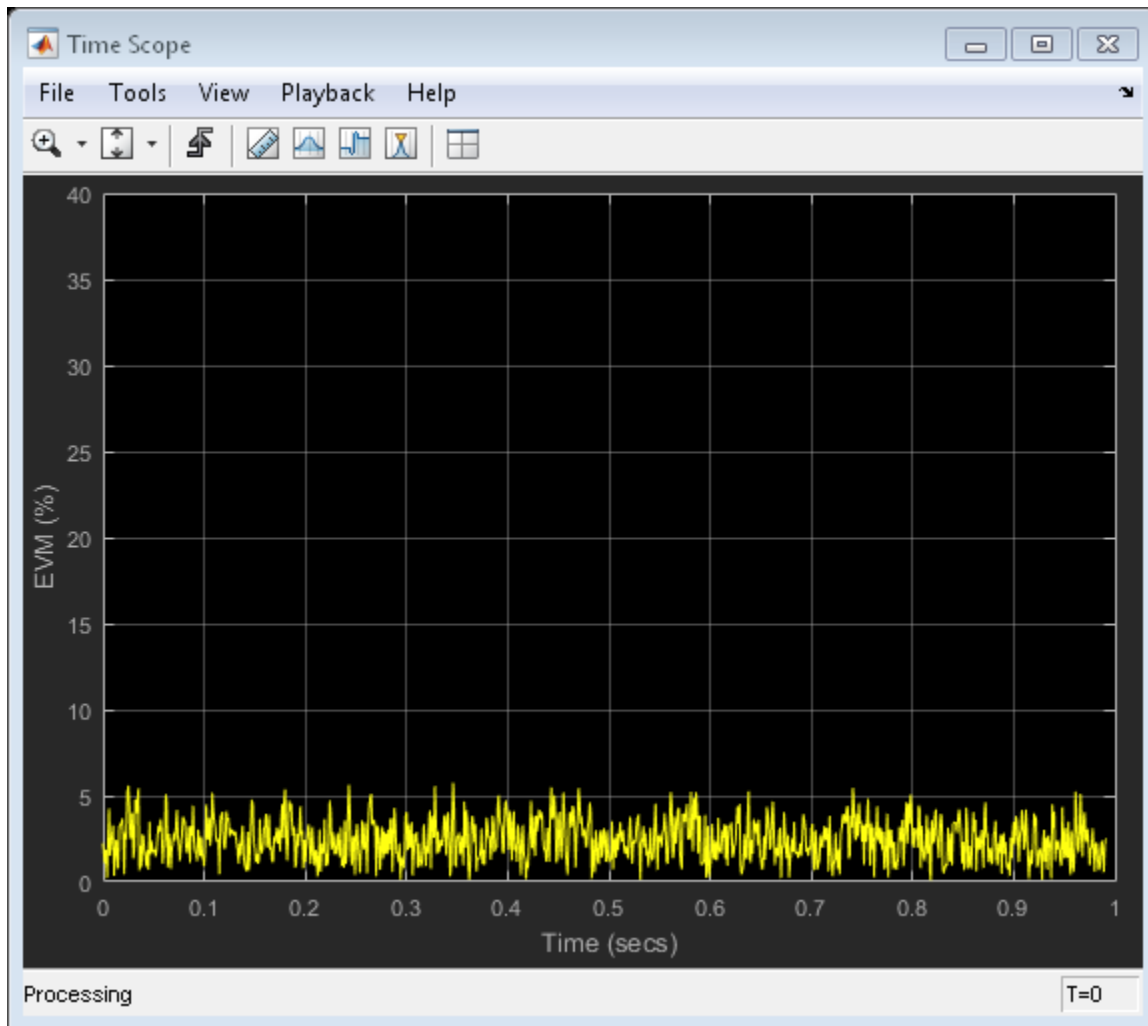 Time Scope
File Tools View Playback Help
40
35
30
25
20
15
10
5
0
EVM (%)
0 0.1 0.2 0.3 0.4 0.5 0.6 0.7 0.8 0.9 1
Time (secs)
Processing T=0